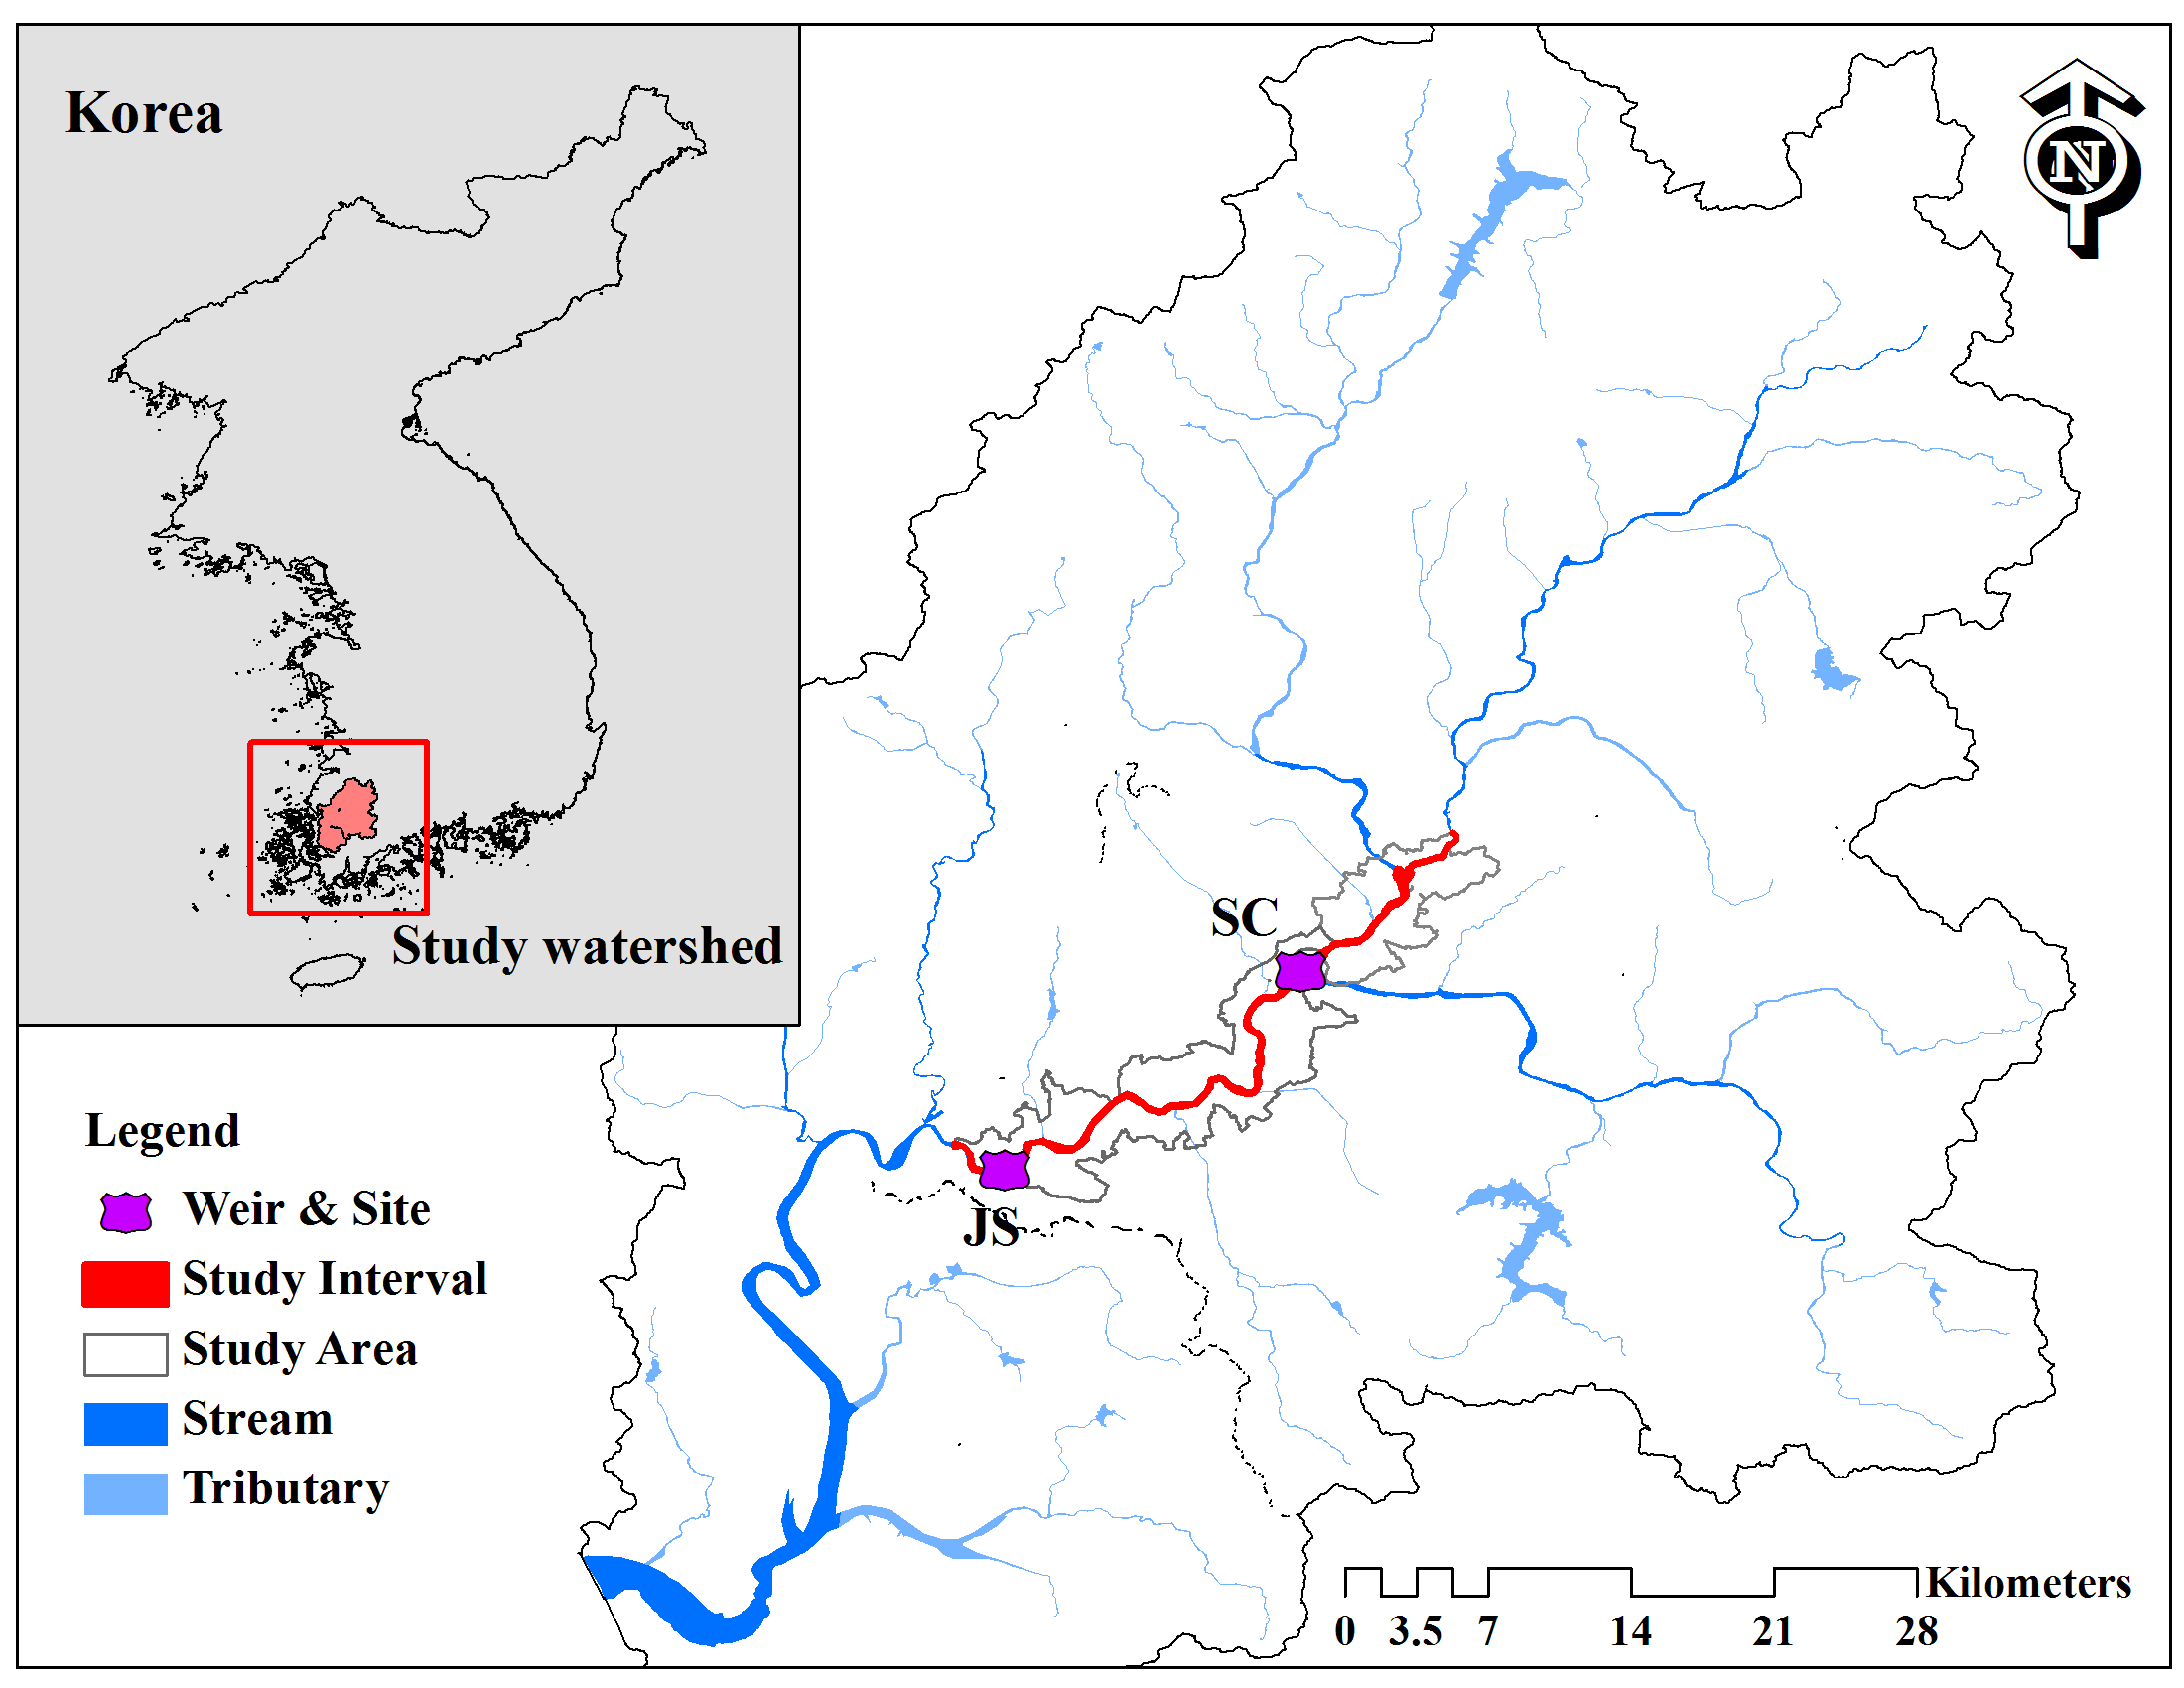 Korea
N
Study watershed
SC
JS
Legend
Weir & Site
Study Interval
Study Area
Stream
Tributary
Kilometers
0 3.5 7 14 21 28